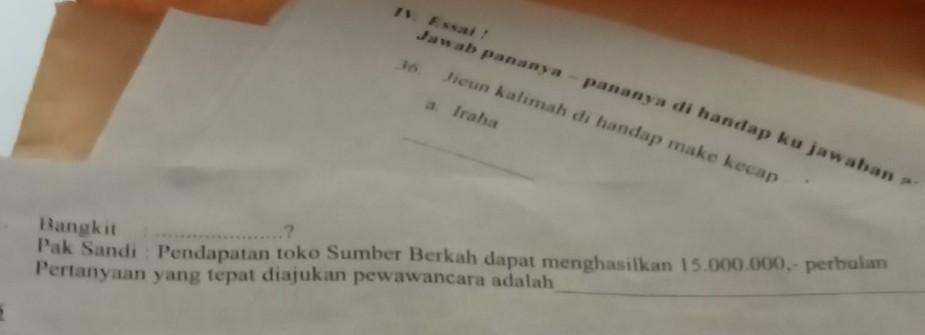 IV. Essai !
Jawab pananya - pananya di handap ku jawaban
36. Jieun kalimah di handap make kecap
a. Iraha
Bangkit : ....................?
Pak Sandi : Pendapatan toko Sumber Berkah dapat menghasilkan 15.000.000,- perbulan
Pertanyaan yang tepat diajukan pewawancara adalah